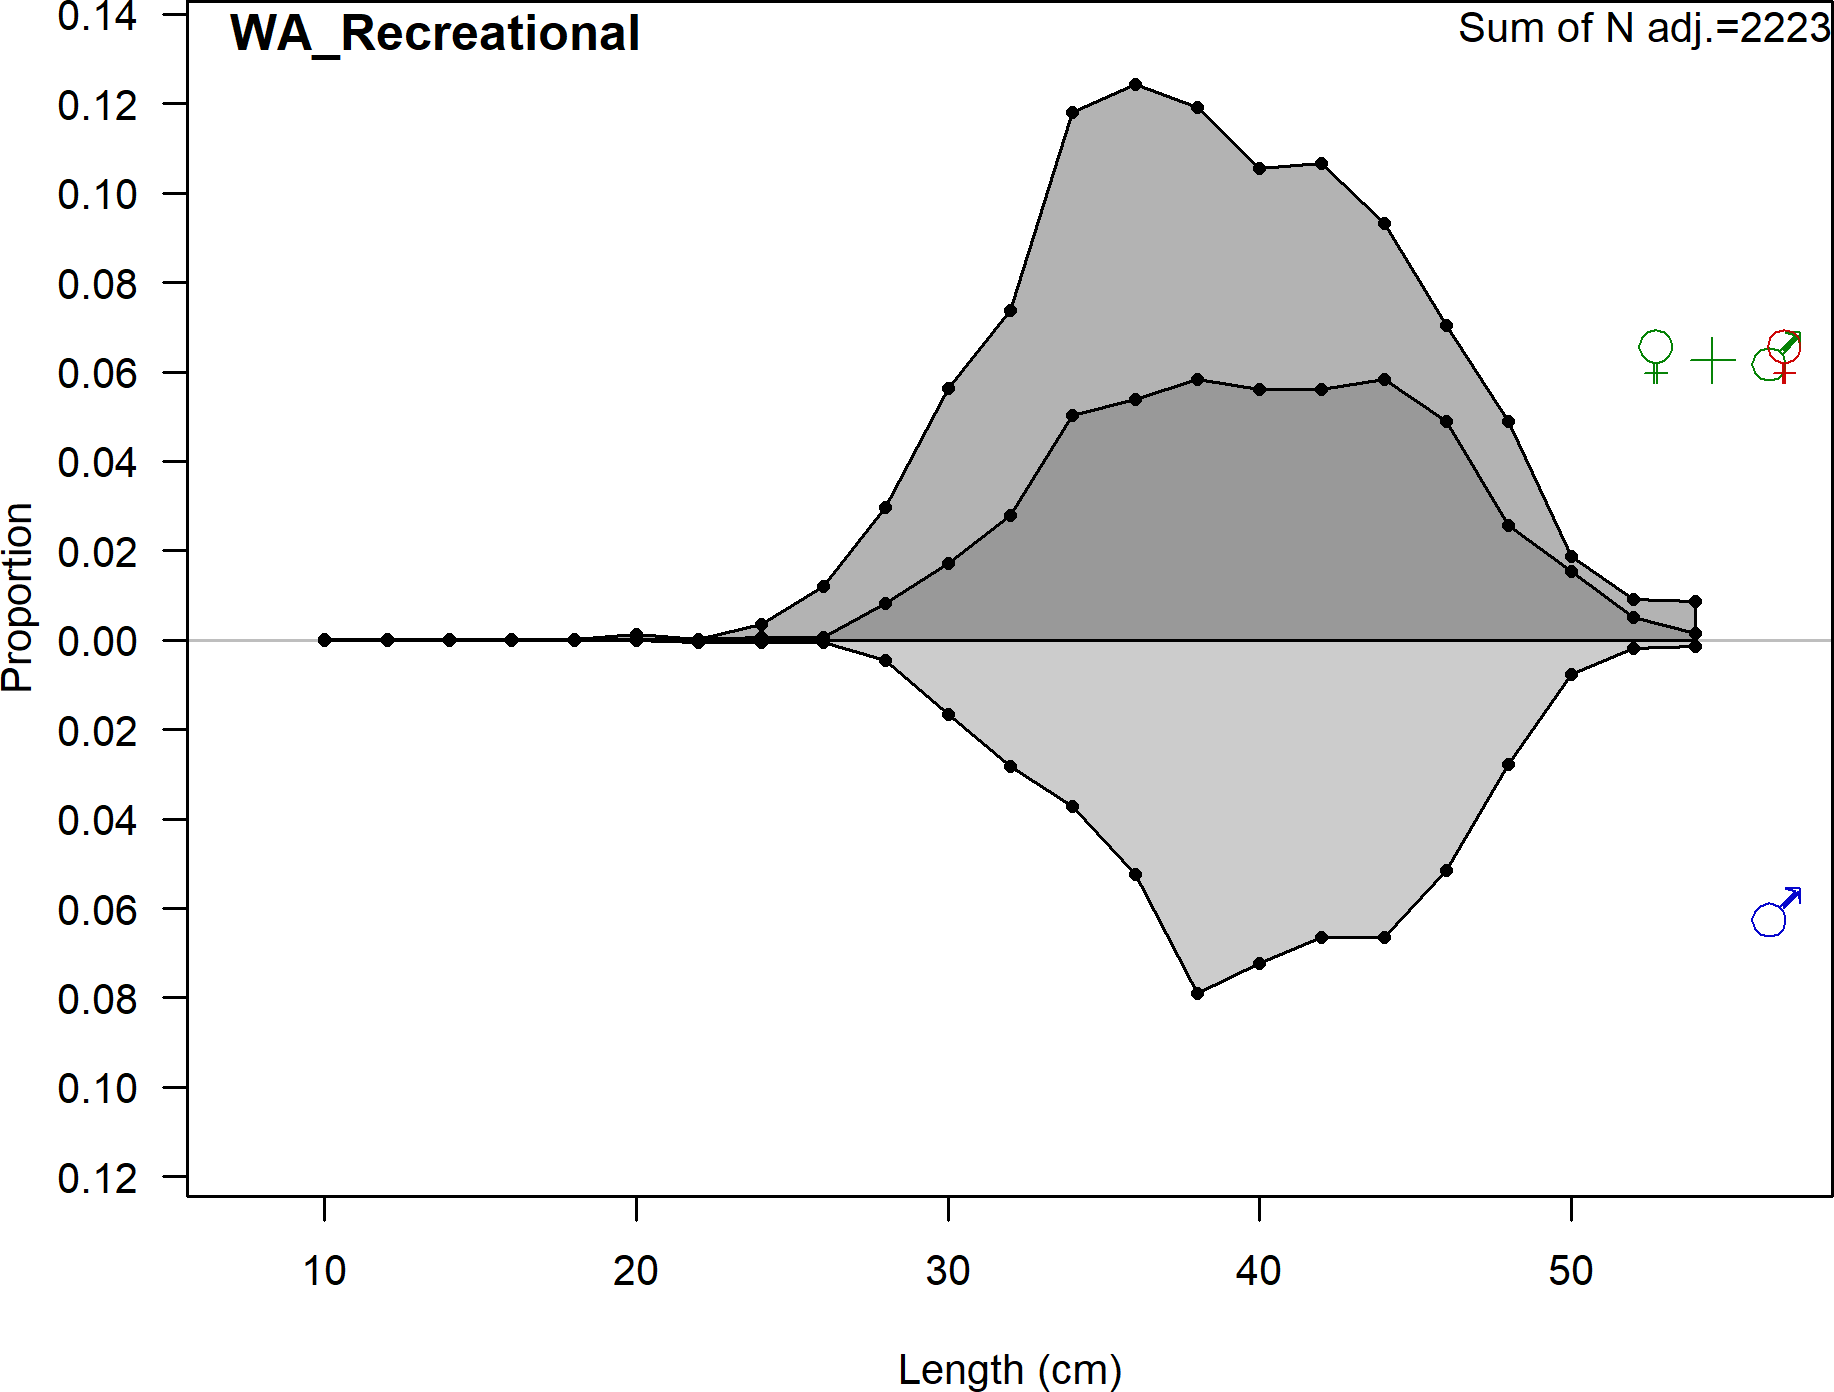 WA_Recreational
Sum of N adj.=2223
0.14
0.12
0.10
0.08
0.06
0.04
0.02
0.00
0.02
0.04
0.06
0.08
0.10
0.12
Proportion
♀ + ♂
♀
♂
10 20 30 40 50
Length (cm)